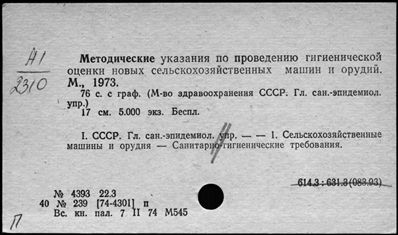 А1
2310
Методические указания по проведению гигиенической
оценки новых сельскохозяйственных машин и орудий.
М., 1973.
76 с. с граф. (М-во здравоохранения СССР. Гл. сан.-эпидемиол.
упр.)
17 см. 5.000 экз. Беспл.
I. СССР. Гл. сан.-эпидемиол. упр. — — 1. Сельскохозяйственные
машины и орудия — Санитарно-гигиенические требования.
614.3 : 631.3(083.93)
№ 4393 22.3
40 № 239 [74-4301] п
Вс. кн. пал. 7 II 74 М545
П